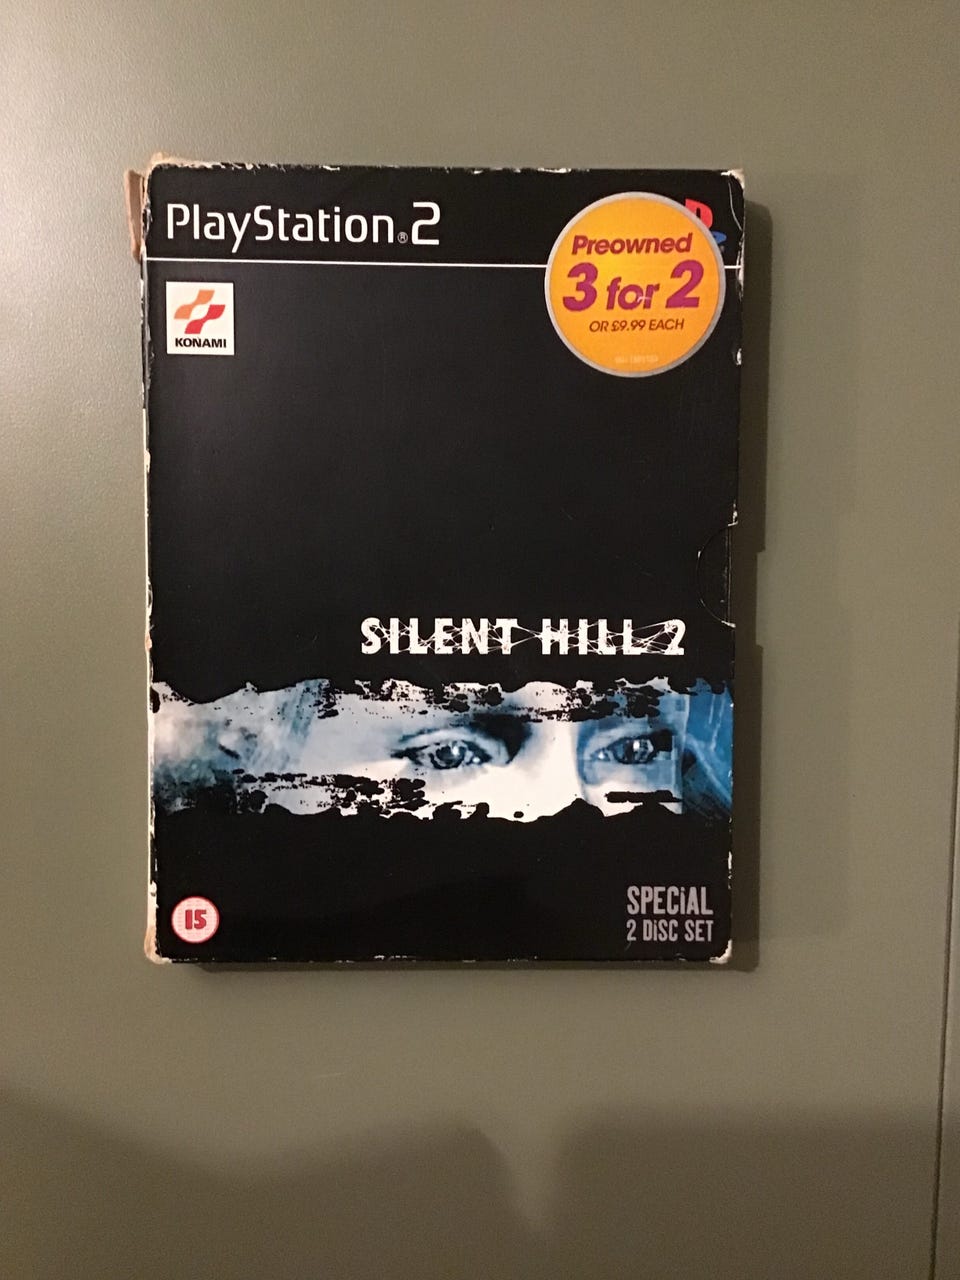 PlayStation®2
Preowned
3 for 2
OR £9.99 EACH
KONAMI
SILENT HILL 2
15
SPECiAL
2 DiSC SET